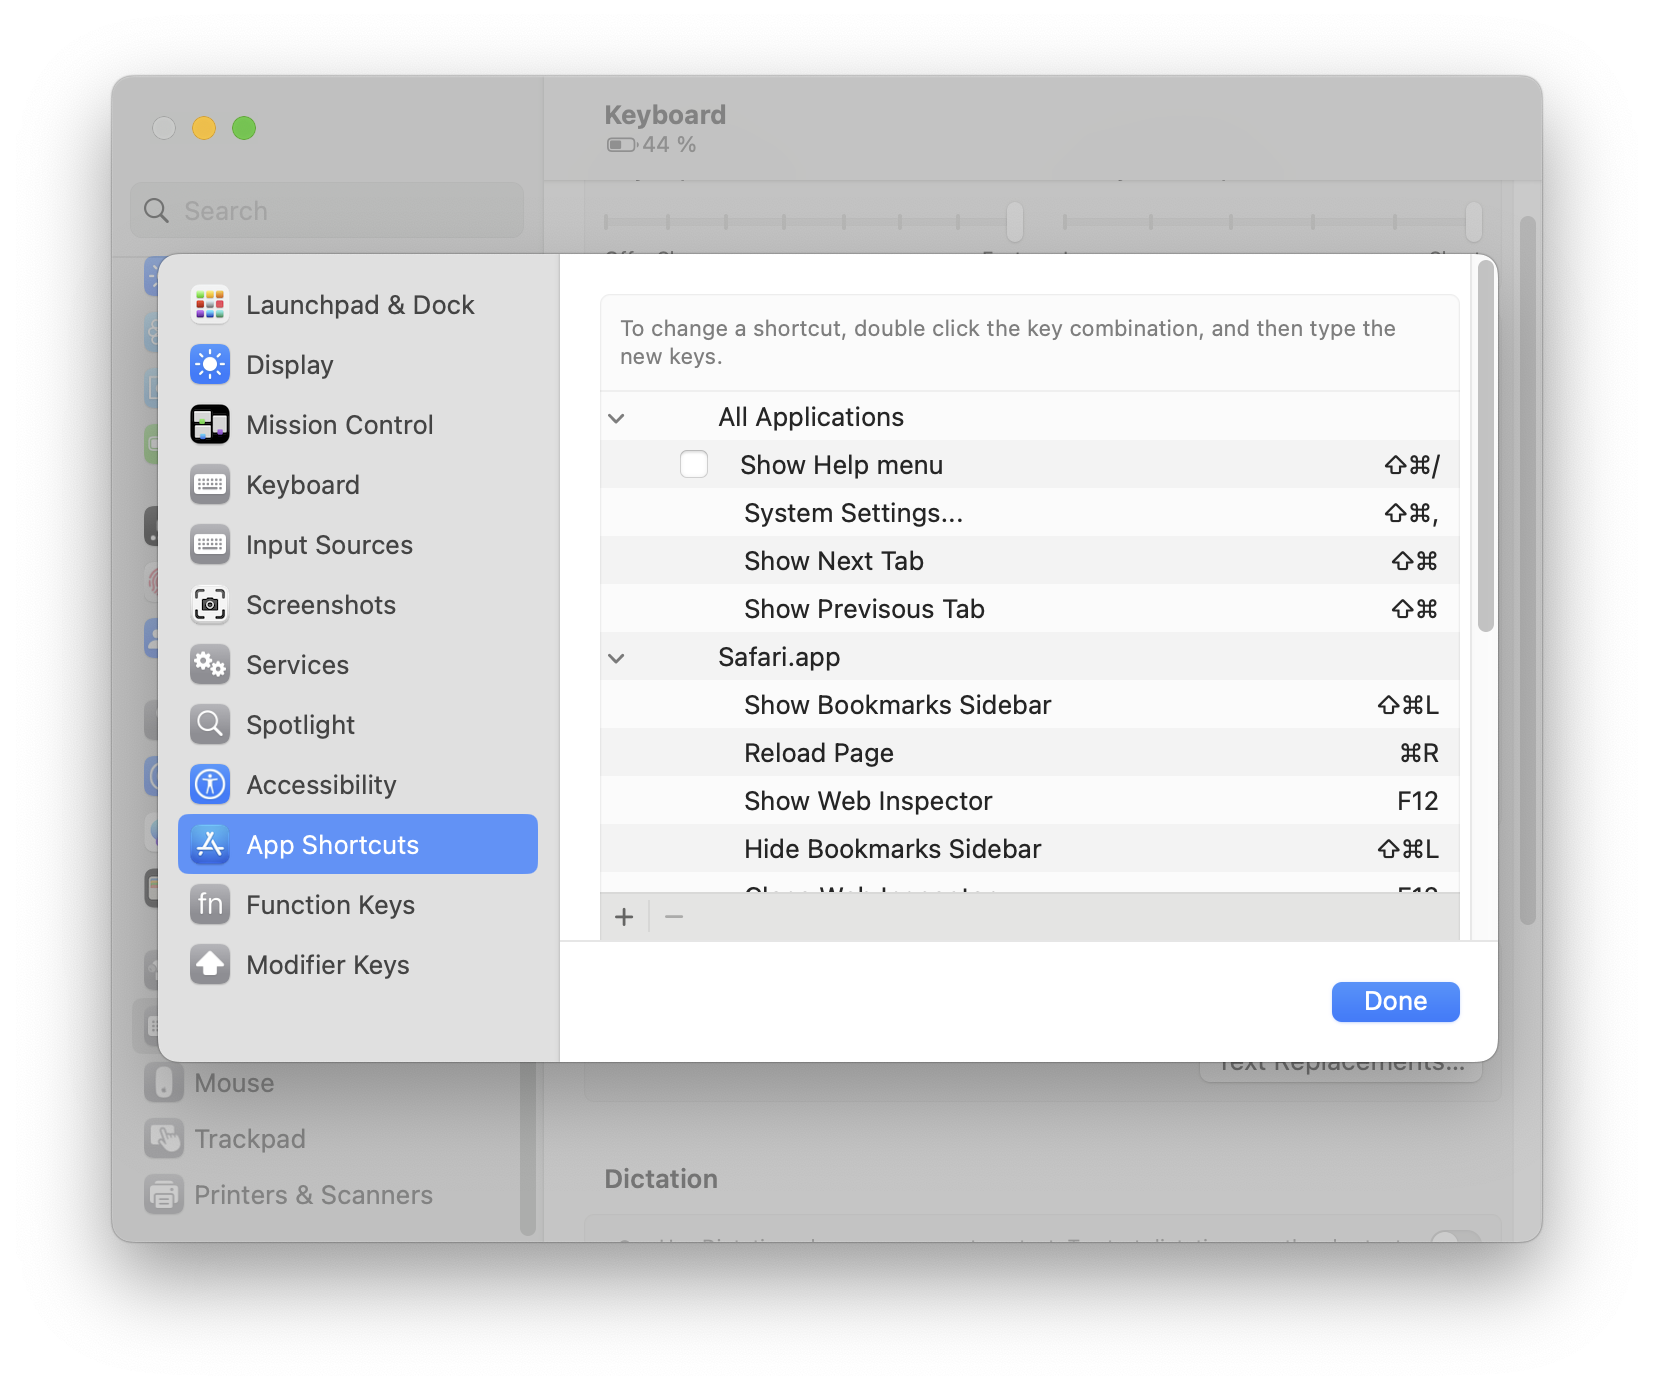 Keyboard
44 %
Search
Launchpad & Dock
Display
Mission Control
Keyboard
Input Sources
Screenshots
Services
Spotlight
Accessibility
App Shortcuts
fn Function Keys
Modifier Keys
To change a shortcut, double click the key combination, and then type the
new keys.
All Applications
Show Help menu ⇧⌘/
System Settings... ⇧⌘,
Show Next Tab ⇧⌘
Show Previsous Tab ⇧⌘
Safari.app
Show Bookmarks Sidebar ⇧⌘L
Reload Page ⌘R
Show Web Inspector F12
Hide Bookmarks Sidebar ⇧⌘L
Done
Text Replacements...
Mouse
Trackpad
Printers & Scanners
Dictation